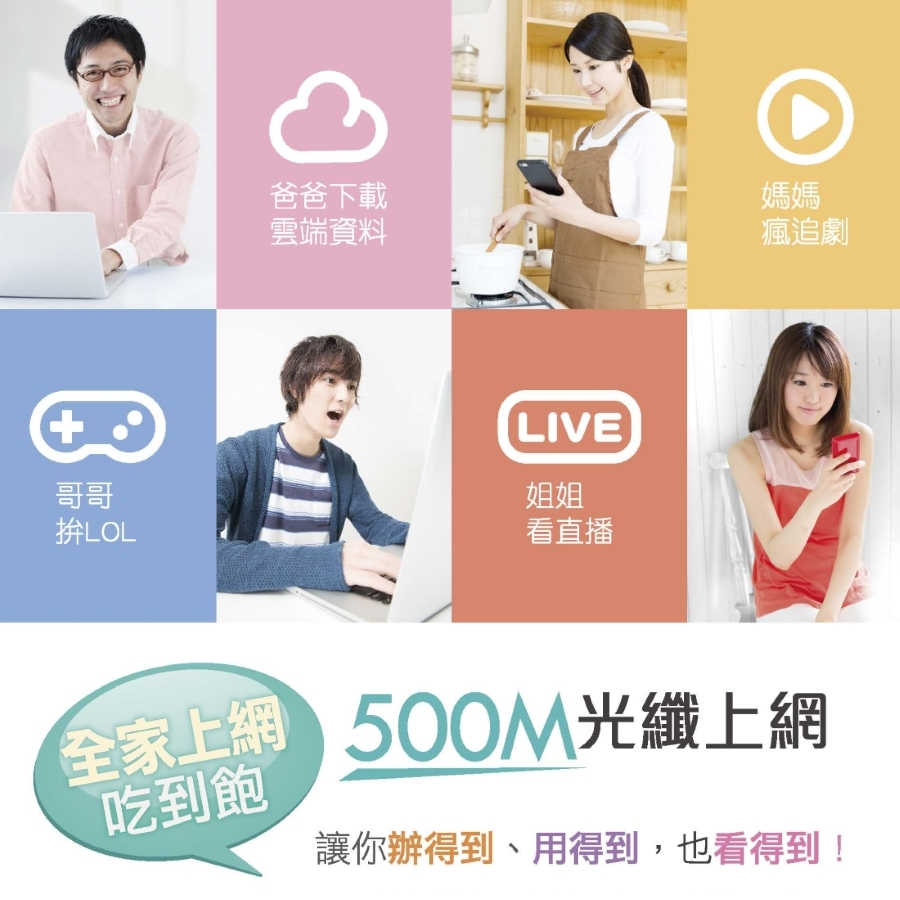 爸爸下載
雲端資料
媽媽
瘋追劇
哥哥
拚LOL
LIVE
姐姐
看直播
全家上網
吃到飽
500M光纖上網
讓你辦得到、用得到，也看得到！